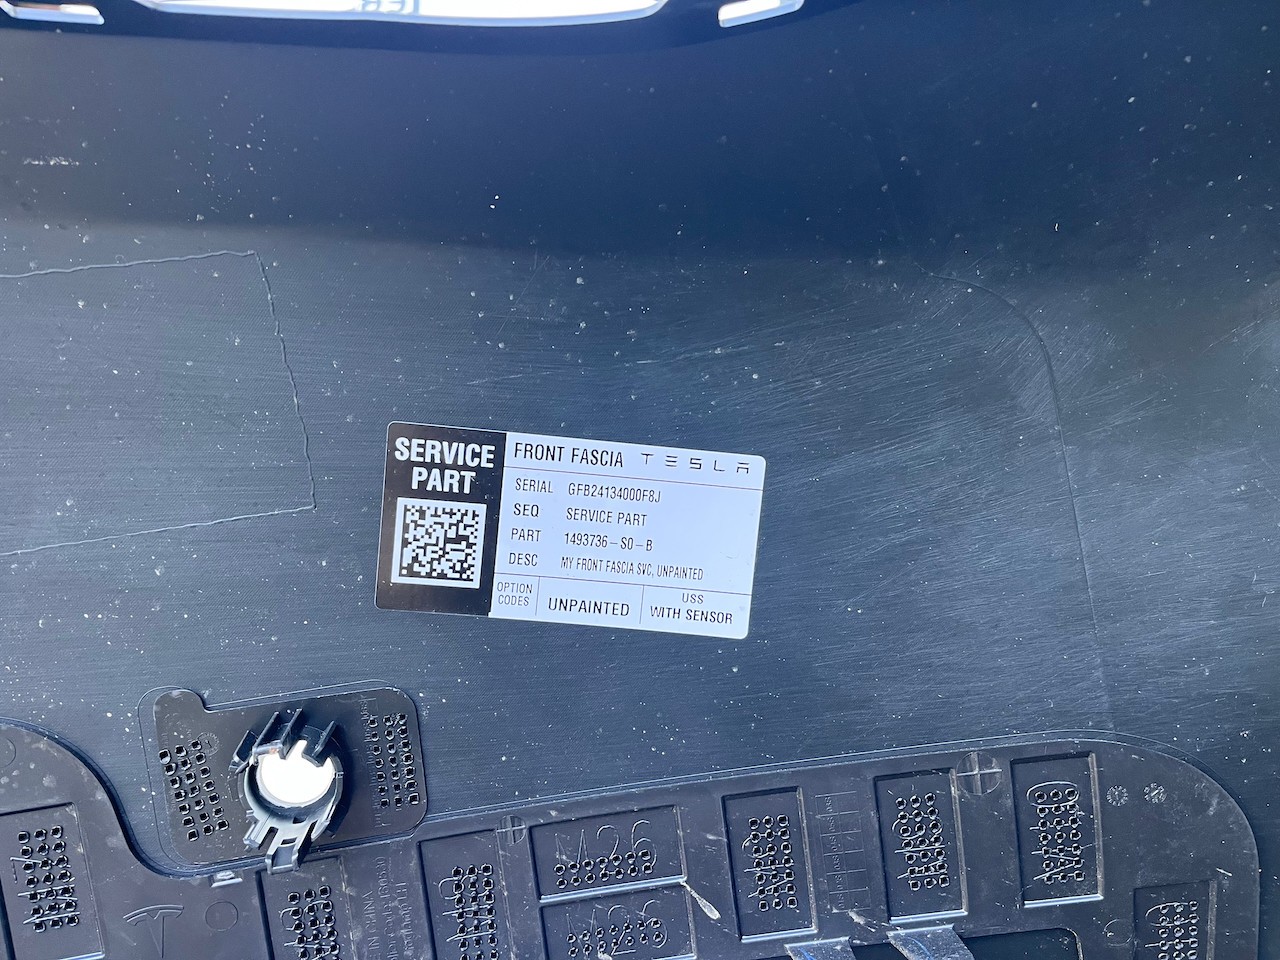 SERVICE
PART
FRONT FASCIA TESLA
SERIAL GFB24134000F8J
SEQ SERVICE PART
PART 1493736-S0-B
DESC MY FRONT FASCIA SVC, UNPAINTED
OPTION
CODES
UNPAINTED
USS
WITH SENSOR
M26
M26